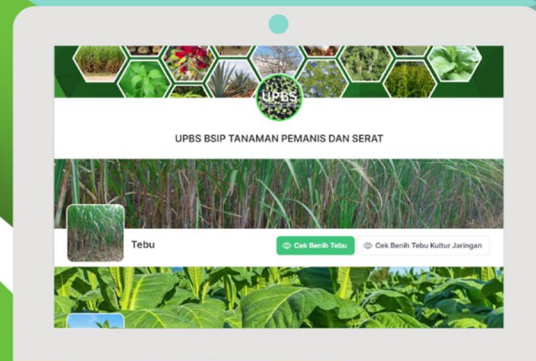 UPBS
UPBS BSIP TANAMAN PEMANIS DAN SERAT
Tebu
Cek Benih Tebu
Cek Benih Tebu Kultur Jaringan